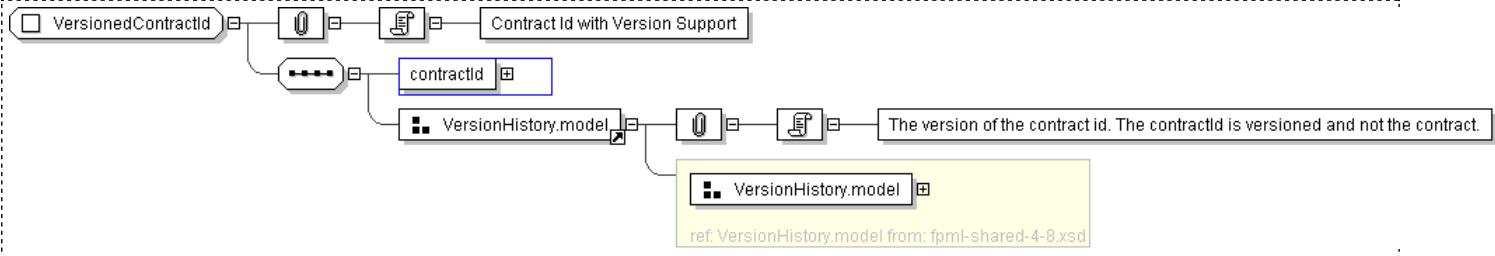 VersionedContractId
Contract Id with Version Support
contractId
VersionHistory.model
The version of the contract id. The contractId is versioned and not the contract.
VersionHistory.model
ref: VersionHistory.model from: fpml-shared-4-8.xsd